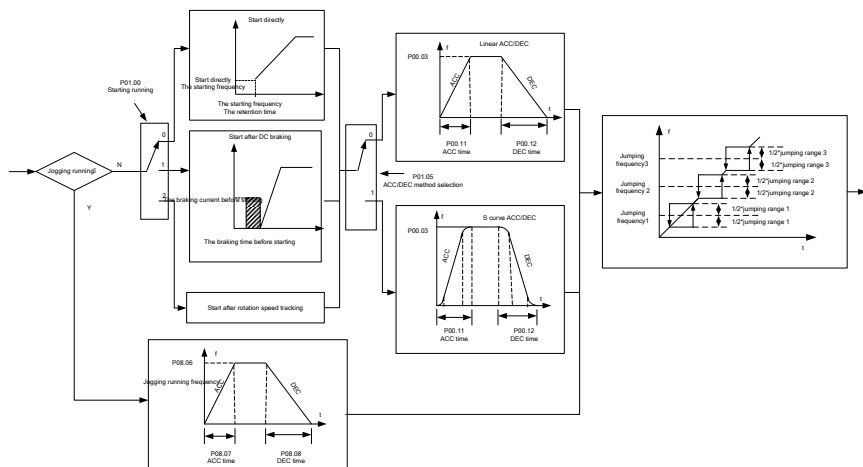 Start directly
f
Start directly
The starting frequency
The starting frequency
The retention time
P01.00
Starting running
Jogging running
N
Y
0
1
2
Start after DC braking
The braking current before starting
The braking time before starting
Start after rotation speed tracking
0
1
P01.05
ACC/DEC method selection
Linear ACC/DEC
f
P00.03
ACC
DEC
t
P00.11
ACC time
P00.12
DEC time
S curve ACC/DEC
f
P00.03
ACC
DEC
t
P00.11
ACC time
P00.12
DEC time
f
P08.06
Jogging running frequency
ACC
DEC
t
P08.07
ACC time
P08.08
DEC time
f
Jumping
frequency3
Jumping
frequency 2
Jumping
frequency1
1/2*jumping range 3
1/2*jumping range 3
1/2*jumping range 2
1/2*jumping range 2
1/2*jumping range 1
1/2*jumping range 1
t